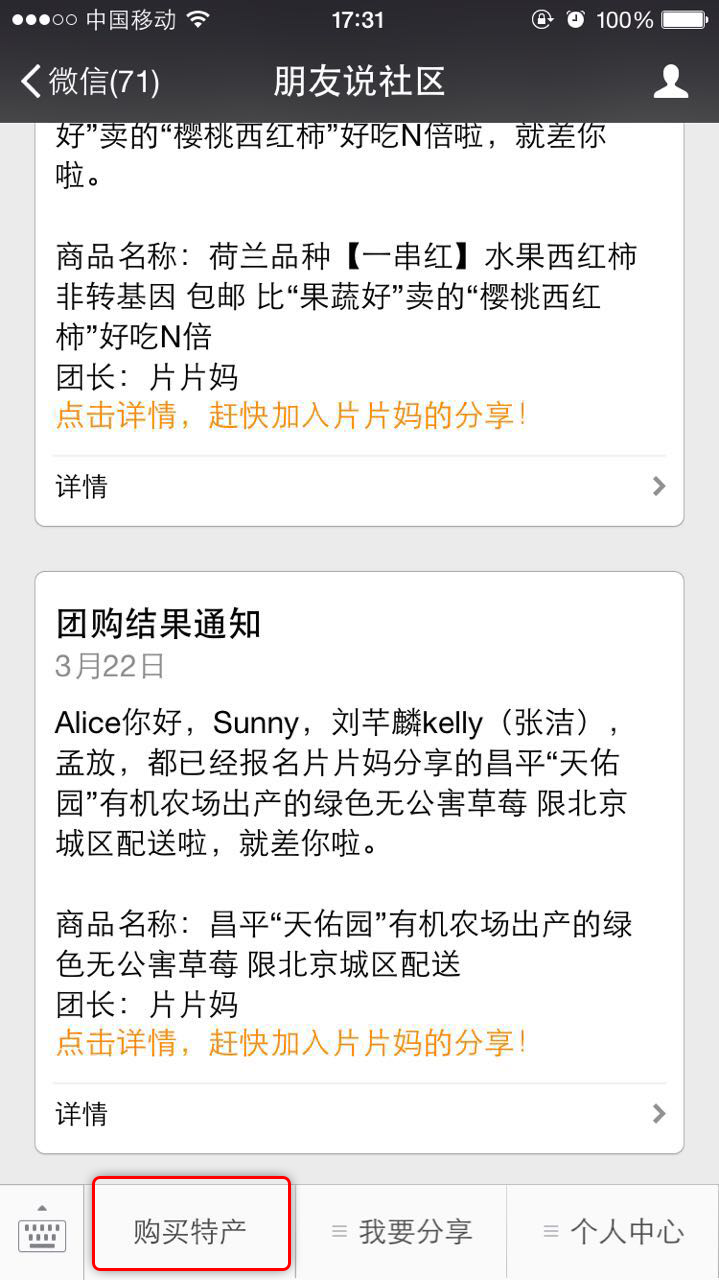 中国移动 17:31 100%
微信(71) 朋友说社区
好”卖的“樱桃西红柿”好吃N倍啦，就差你
啦。
商品名称：荷兰品种【一串红】水果西红柿
非转基因 包邮 比“果蔬好”卖的“樱桃西红
柿”好吃N倍
团长：片片妈
点击详情，赶快加入片片妈的分享！
详情
团购结果通知
3月22日
Alice你好，Sunny，刘芊麟kelly（张洁），
孟放，都已经报名片片妈分享的昌平“天佑
园”有机农场出产的绿色无公害草莓 限北京
城区配送啦，就差你啦。
商品名称：昌平“天佑园”有机农场出产的绿
色无公害草莓 限北京城区配送
团长：片片妈
点击详情，赶快加入片片妈的分享！
详情
购买特产 我要分享 个人中心